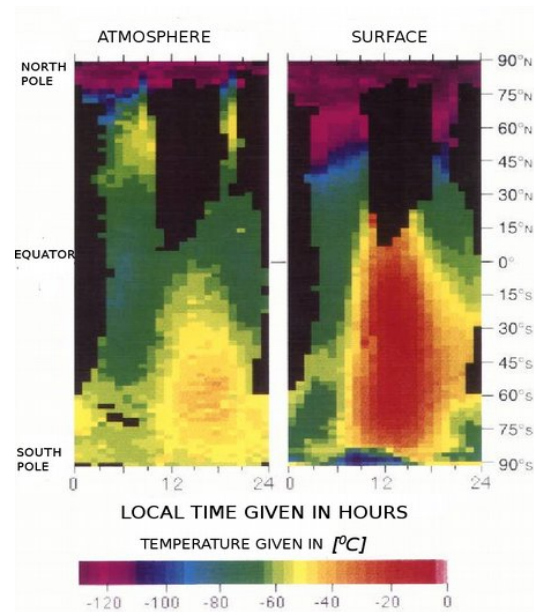 ATMOSPHERE SURFACE
NORTH
POLE
90°N
75°N
60°N
45°N
30°N
15°N
EQUATOR
0°
15°S
30°S
45°S
60°S
75°S
SOUTH
POLE
90°S
0 12 24 0 12 24
LOCAL TIME GIVEN IN HOURS
TEMPERATURE GIVEN IN [⁰C]
-120 -100 -80 -60 -40 -20 0